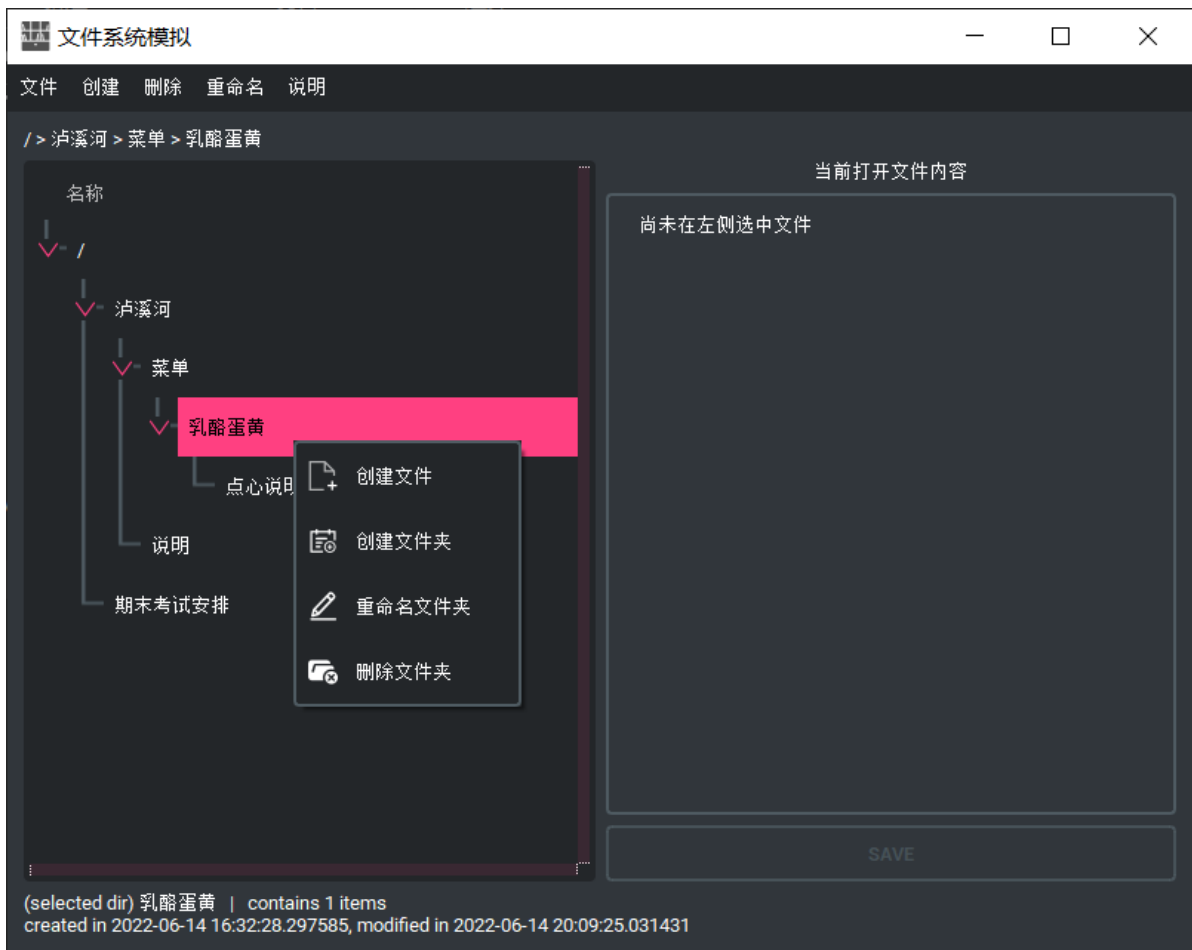 文件系统模拟
文件 创建 删除 重命名 说明
/ > 泸溪河 > 菜单 > 乳酪蛋黄
当前打开文件内容
名称
尚未在左侧选中文件
/
泸溪河
菜单
乳酪蛋黄
创建文件
点心说明
创建文件夹
说明
重命名文件夹
期末考试安排
删除文件夹
SAVE
(selected dir) 乳酪蛋黄 | contains 1 items
created in 2022-06-14 16:32:28.297585, modified in 2022-06-14 20:09:25.031431